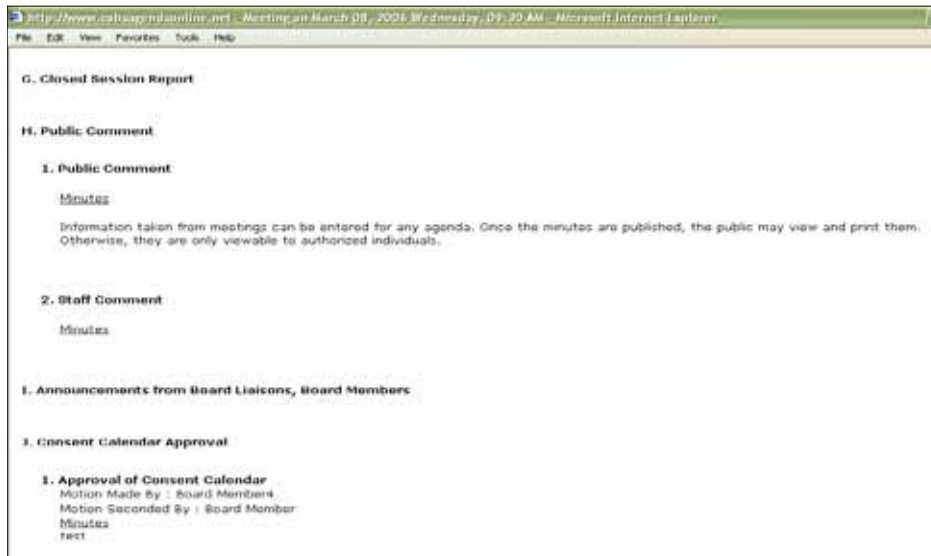 http://www.csbaagendaonline.net - Meeting on March 08, 2006 Wednesday, 09:30 AM - Microsoft Internet Explorer
File Edit View Favorites Tools Help
G. Closed Session Report
H. Public Comment
1. Public Comment
Minutes
Information taken from meetings can be entered for any agenda. Once the minutes are published, the public may view and print them.
Otherwise, they are only viewable to authorized individuals.
2. Staff Comment
Minutes
I. Announcements from Board Liaisons, Board Members
J. Consent Calendar Approval
1. Approval of Consent Calendar
Motion Made By : Board Member4
Motion Seconded By : Board Member
Minutes
test